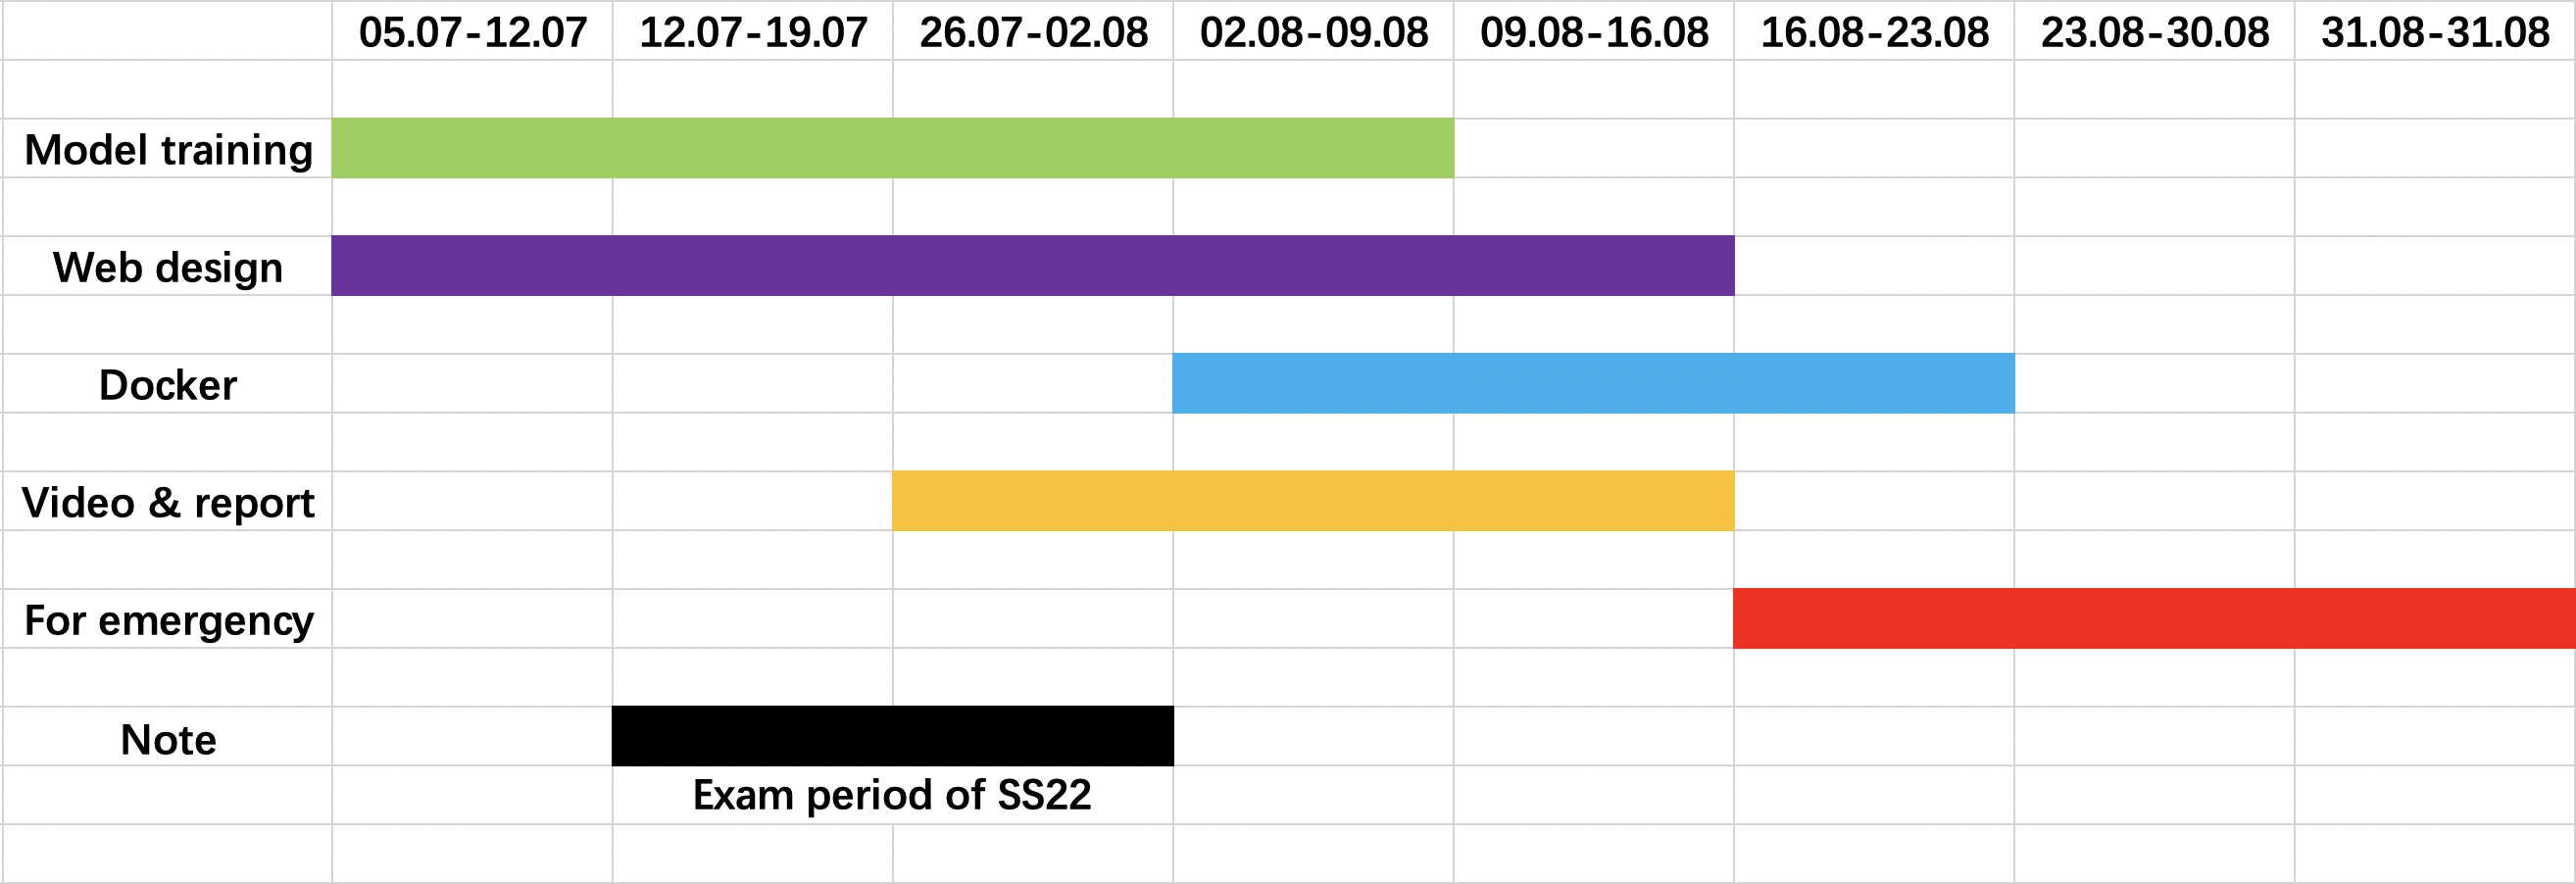 05.07-12.07 12.07-19.07 26.07-02.08 02.08-09.08 09.08-16.08 16.08-23.08 23.08-30.08 31.08-31.08
Model training
Web design
Docker
Video & report
For emergency
Note
Exam period of SS22